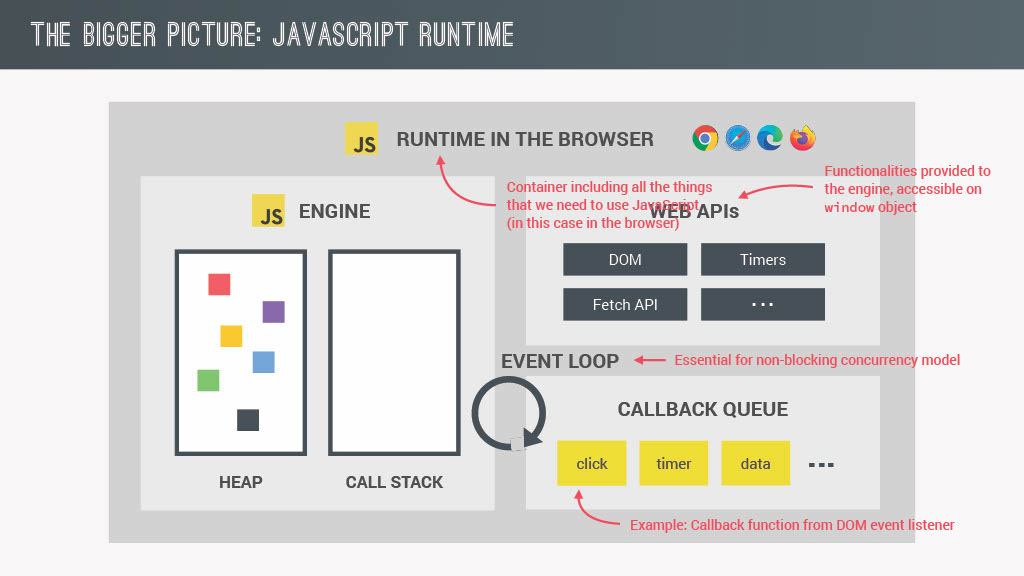 THE BIGGER PICTURE: JAVASCRIPT RUNTIME
JS
RUNTIME IN THE BROWSER
Functionalities provided to
the engine, accessible on
window object
Container including all the things
that we need to use JavaScript
(in this case in the browser)
JS
ENGINE
WEB APIs
DOM
Timers
Fetch API
...
EVENT LOOP
Essential for non-blocking concurrency model
CALLBACK QUEUE
click
timer
data
...
HEAP
CALL STACK
Example: Callback function from DOM event listener